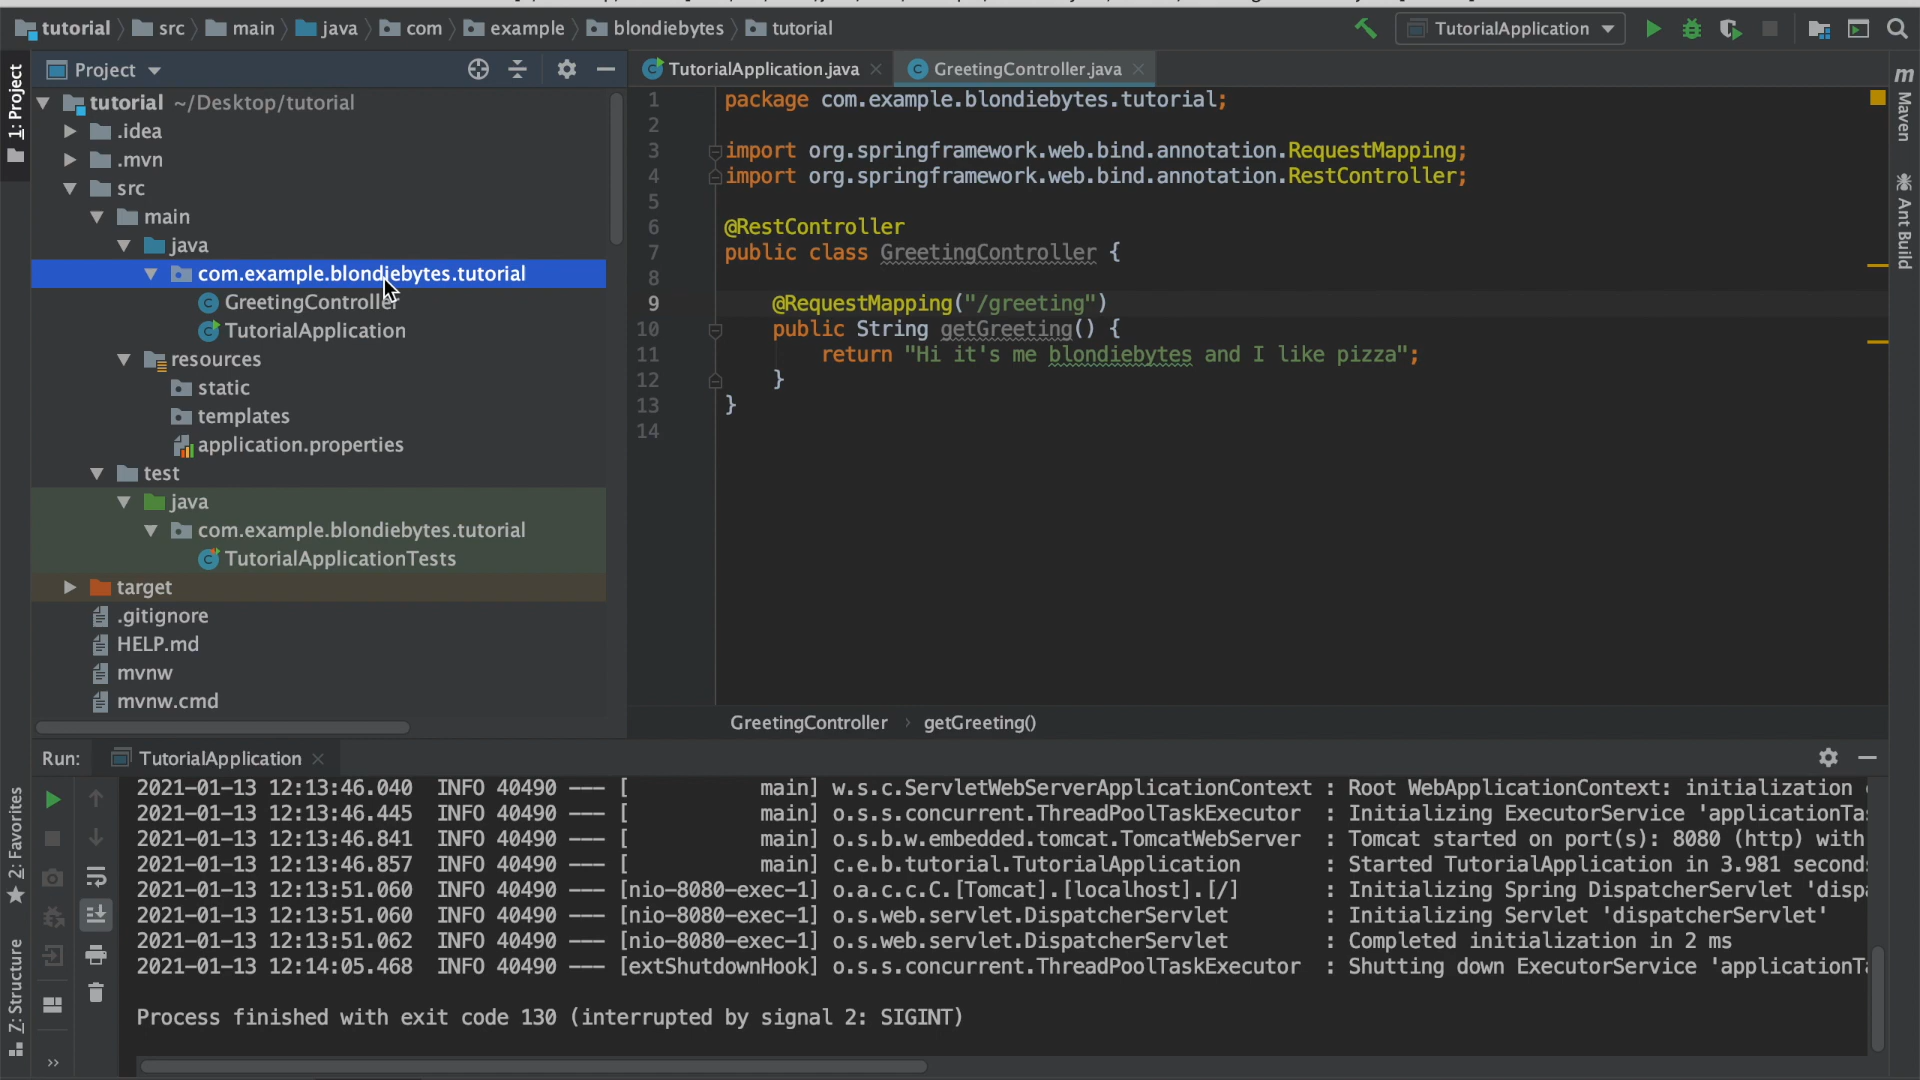 tutorial src main java com example blondiebytes tutorial TutorialApplication
1: Project
Project
tutorial ~/Desktop/tutorial
.idea
.mvn
src
main
java
com.example.blondiebytes.tutorial
GreetingController
TutorialApplication
resources
static
templates
application.properties
test
java
com.example.blondiebytes.tutorial
TutorialApplicationTests
target
.gitignore
HELP.md
mvnw
mvnw.cmd
TutorialApplication.java GreetingController.java
1 package com.example.blondiebytes.tutorial;
2
3 import org.springframework.web.bind.annotation.RequestMapping;
4 import org.springframework.web.bind.annotation.RestController;
5
6 @RestController
7 public class GreetingController {
8
9 @RequestMapping("/greeting")
10 public String getGreeting() {
11 return "Hi it's me blondiebytes and I like pizza";
12 }
13 }
14
GreetingController › getGreeting()
m Maven
Ant Build
Run: TutorialApplication
2: Favorites
Z: Structure
2021-01-13 12:13:46.040 INFO 40490 --- [ main] w.s.c.ServletWebServerApplicationContext : Root WebApplicationContext: initialization
2021-01-13 12:13:46.445 INFO 40490 --- [ main] o.s.s.concurrent.ThreadPoolTaskExecutor : Initializing ExecutorService 'applicationTa
2021-01-13 12:13:46.841 INFO 40490 --- [ main] o.s.b.w.embedded.tomcat.TomcatWebServer : Tomcat started on port(s): 8080 (http) with
2021-01-13 12:13:46.857 INFO 40490 --- [ main] c.e.b.tutorial.TutorialApplication : Started TutorialApplication in 3.981 second
2021-01-13 12:13:51.060 INFO 40490 --- [nio-8080-exec-1] o.a.c.c.C.[Tomcat].[localhost].[/] : Initializing Spring DispatcherServlet 'disp
2021-01-13 12:13:51.060 INFO 40490 --- [nio-8080-exec-1] o.s.web.servlet.DispatcherServlet : Initializing Servlet 'dispatcherServlet'
2021-01-13 12:13:51.062 INFO 40490 --- [nio-8080-exec-1] o.s.web.servlet.DispatcherServlet : Completed initialization in 2 ms
2021-01-13 12:14:05.468 INFO 40490 --- [extShutdownHook] o.s.s.concurrent.ThreadPoolTaskExecutor : Shutting down ExecutorService 'applicationT
Process finished with exit code 130 (interrupted by signal 2: SIGINT)